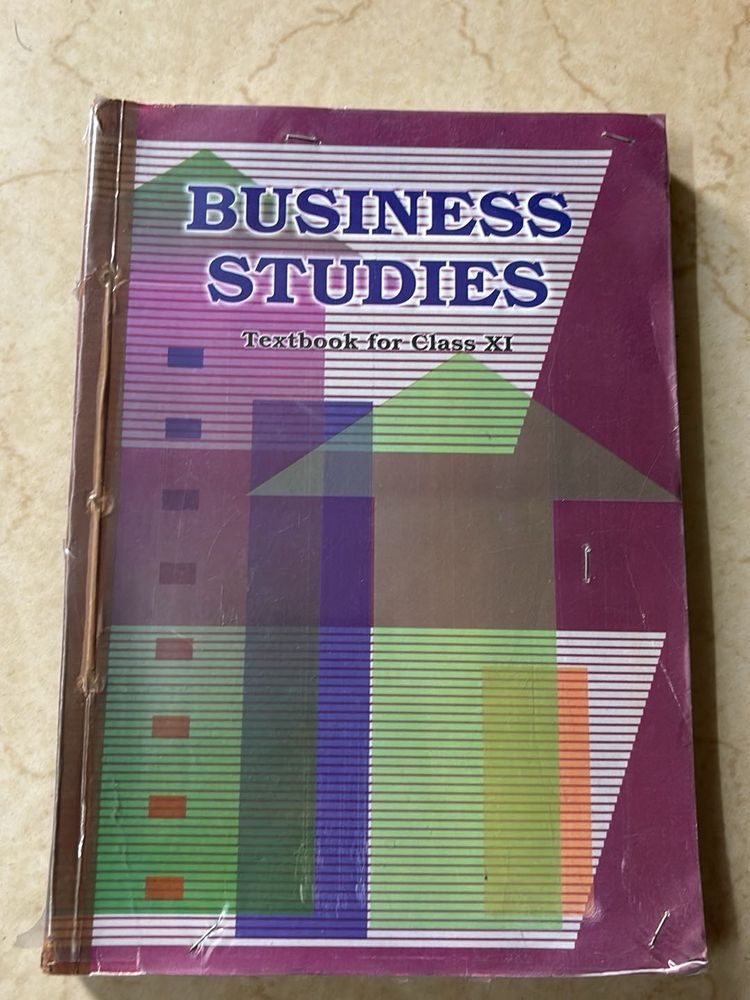 BUSINESS
STUDIES
Textbook for Class XI